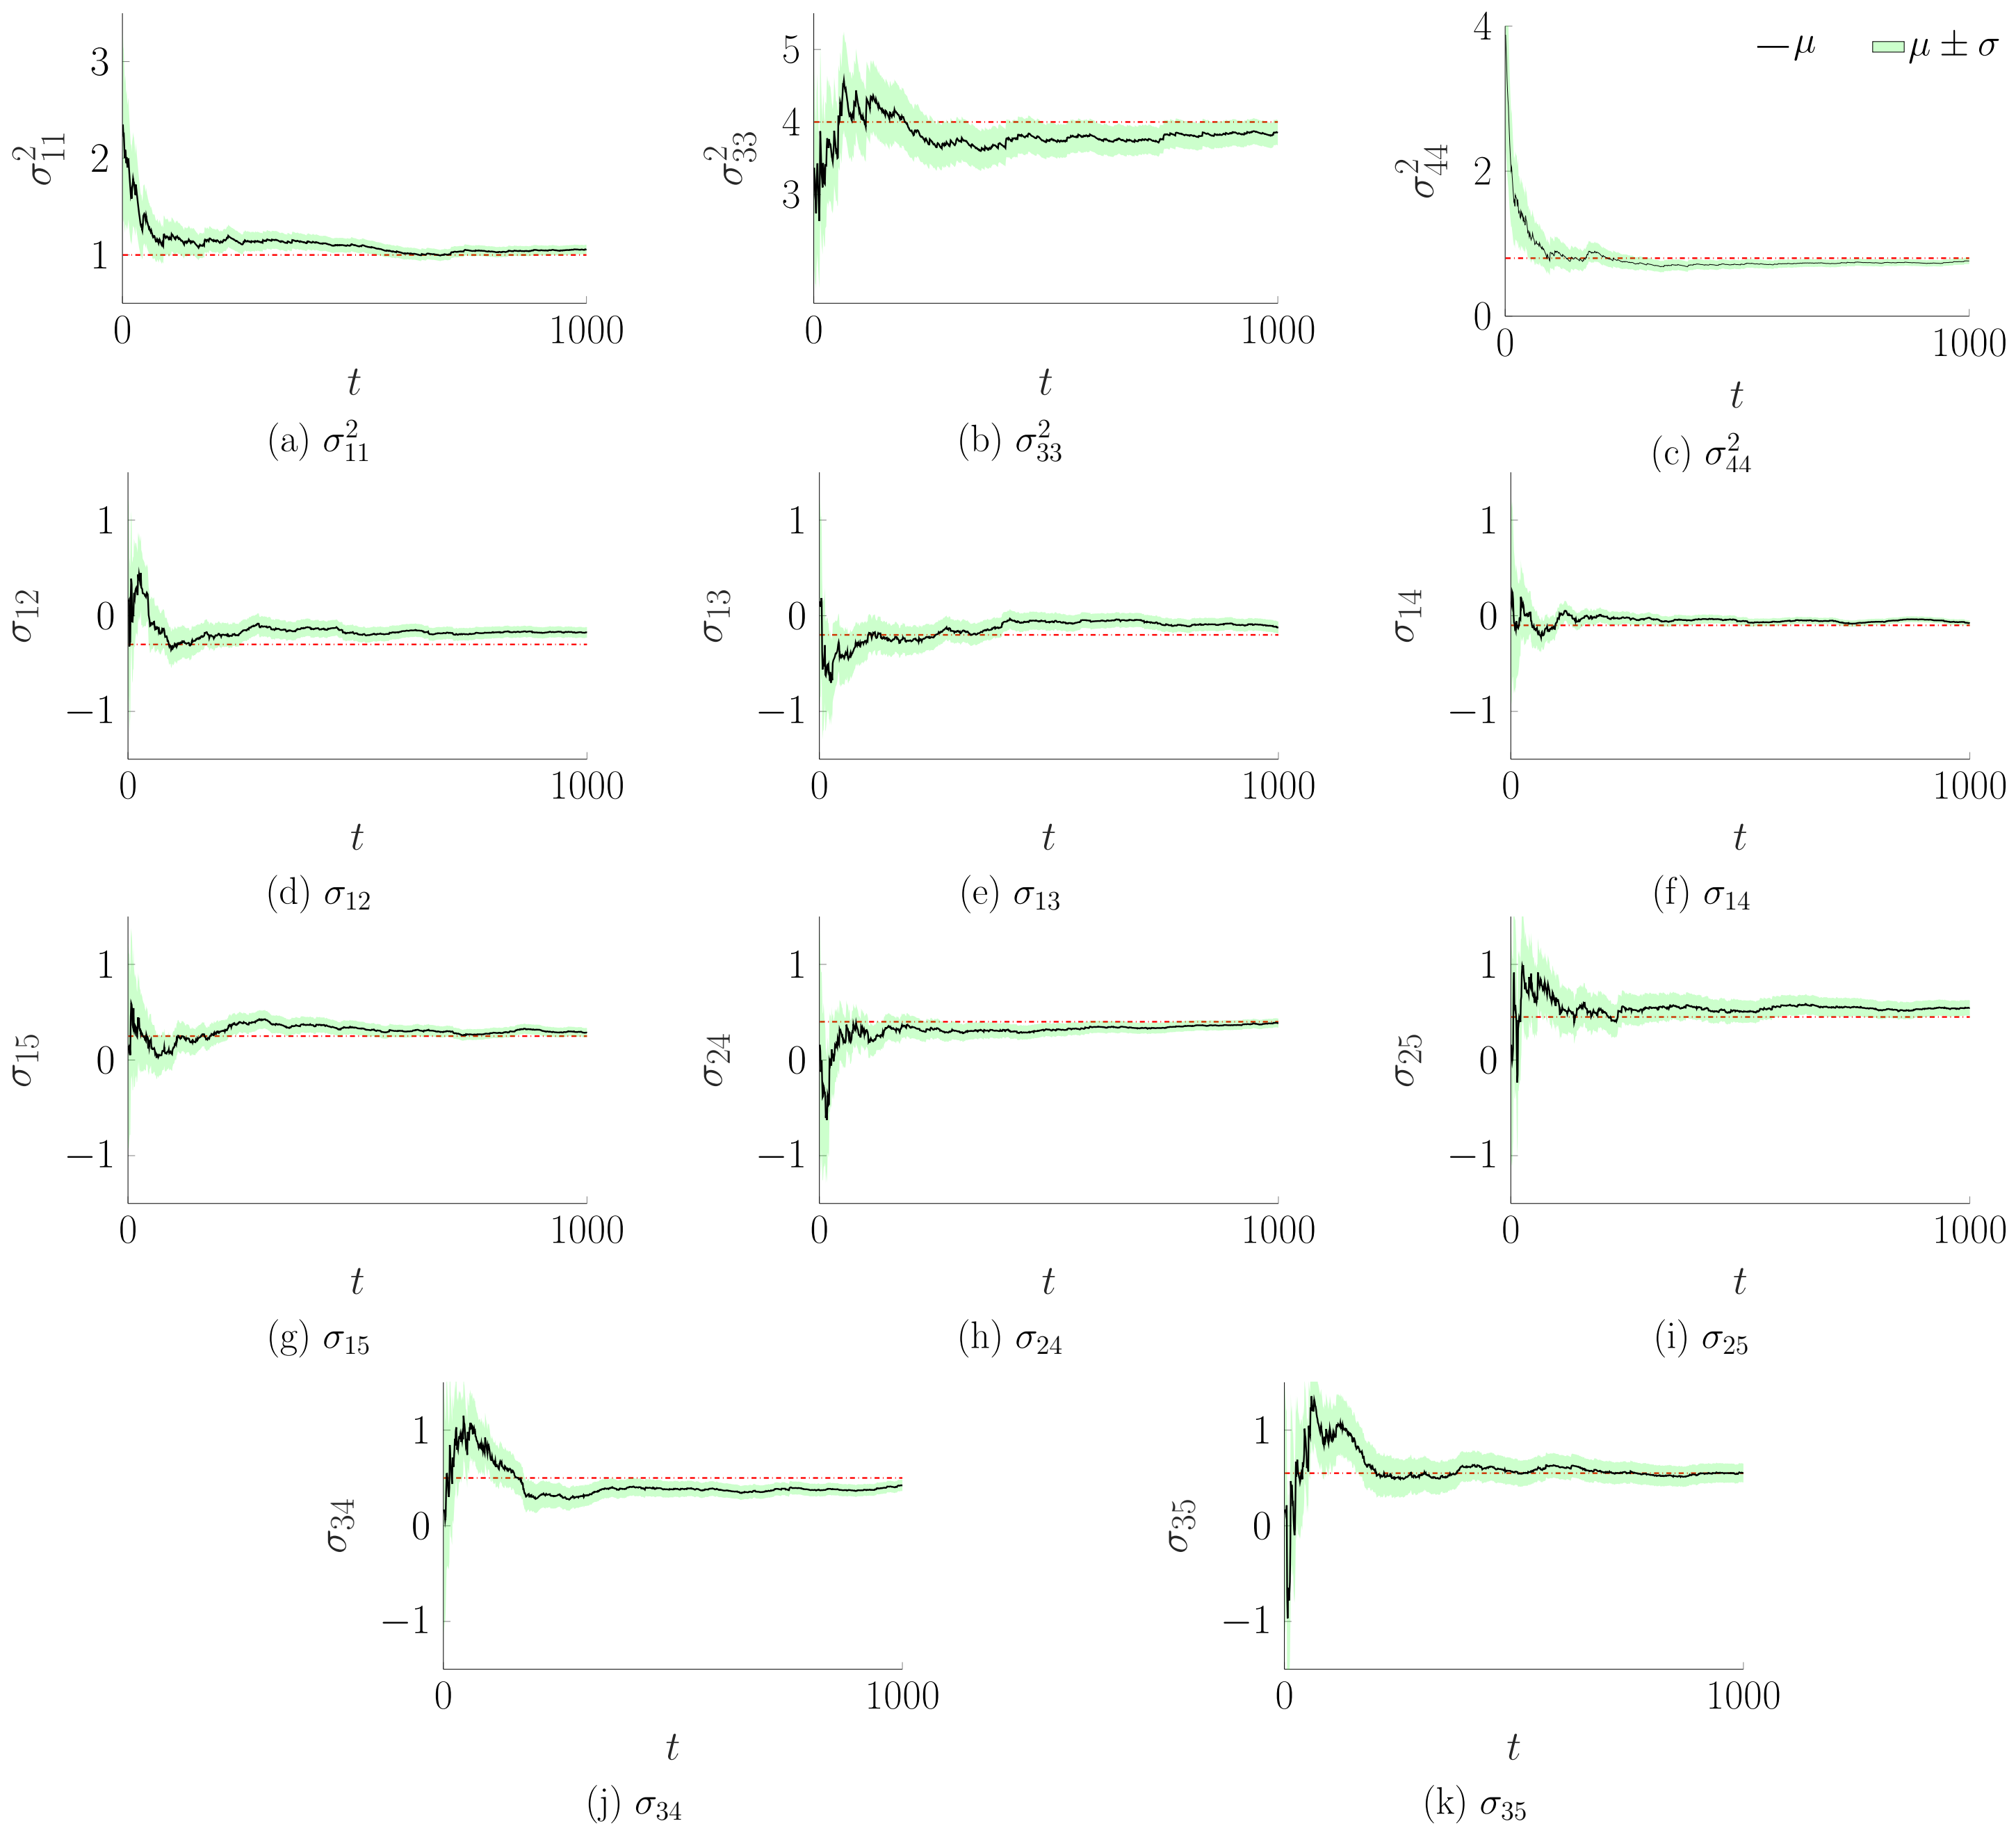 3
2
1
σ²₁₁
0 1000
t
(a) σ²₁₁
5
4
3
σ²₃₃
0 1000
t
(b) σ²₃₃
μ μ ± σ
4
2
0
σ²₄₄
0 1000
t
(c) σ²₄₄
1
0
−1
σ₁₂
0 1000
t
(d) σ₁₂
1
0
−1
σ₁₃
0 1000
t
(e) σ₁₃
1
0
−1
σ₁₄
0 1000
t
(f) σ₁₄
1
0
−1
σ₁₅
0 1000
t
(g) σ₁₅
1
0
−1
σ₂₄
0 1000
t
(h) σ₂₄
1
0
−1
σ₂₅
0 1000
t
(i) σ₂₅
1
0
−1
σ₃₄
0 1000
t
(j) σ₃₄
1
0
−1
σ₃₅
0 1000
t
(k) σ₃₅